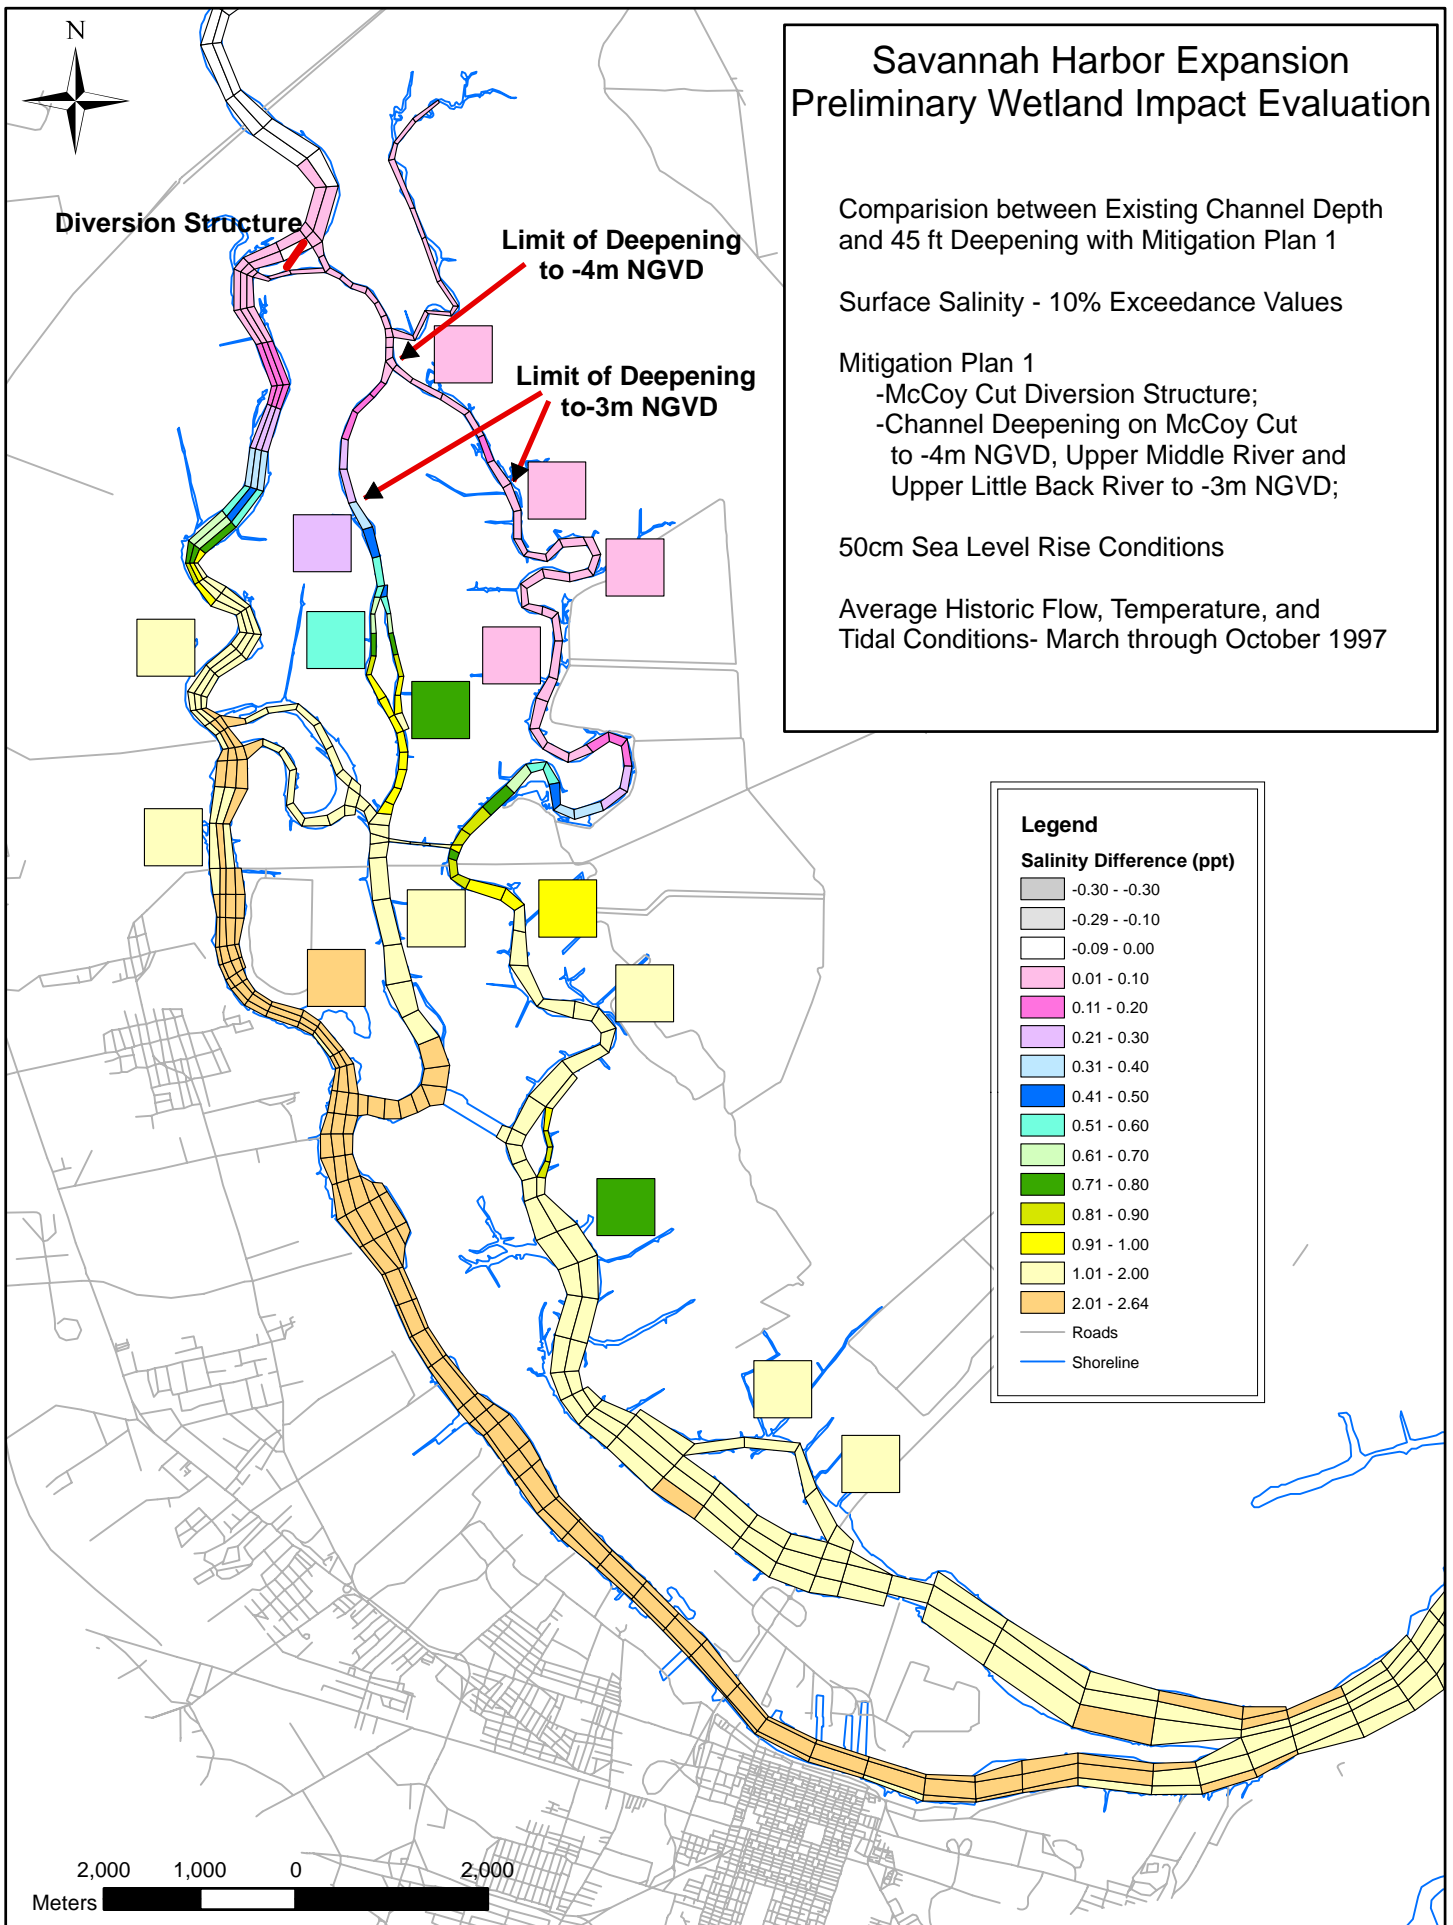 N
Savannah Harbor Expansion
Preliminary Wetland Impact Evaluation
Comparision between Existing Channel Depth
and 45 ft Deepening with Mitigation Plan 1
Surface Salinity - 10% Exceedance Values
Mitigation Plan 1
-McCoy Cut Diversion Structure;
-Channel Deepening on McCoy Cut
to -4m NGVD, Upper Middle River and
Upper Little Back River to -3m NGVD;
50cm Sea Level Rise Conditions
Average Historic Flow, Temperature, and
Tidal Conditions- March through October 1997
Diversion Structure
Limit of Deepening
to -4m NGVD
Limit of Deepening
to-3m NGVD
Legend
Salinity Difference (ppt)
-0.30 - -0.30
-0.29 - -0.10
-0.09 - 0.00
0.01 - 0.10
0.11 - 0.20
0.21 - 0.30
0.31 - 0.40
0.41 - 0.50
0.51 - 0.60
0.61 - 0.70
0.71 - 0.80
0.81 - 0.90
0.91 - 1.00
1.01 - 2.00
2.01 - 2.64
Roads
Shoreline
2,000 1,000 0 2,000
Meters